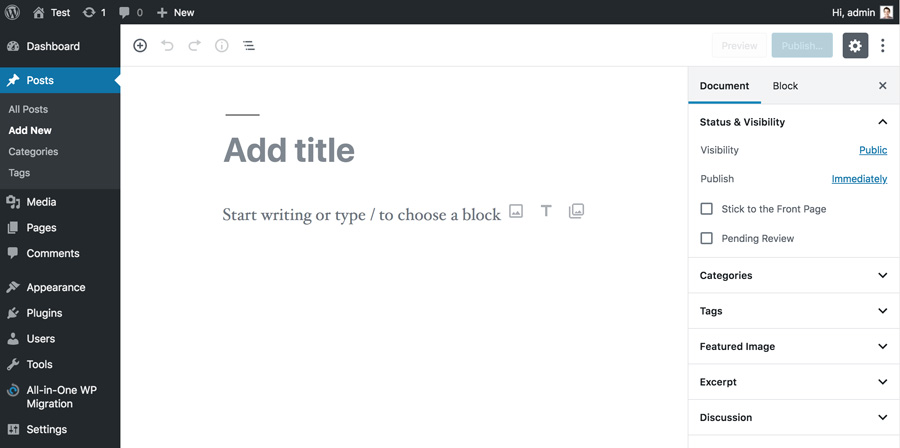 Test 1 0 New Hi, admin
Dashboard
Posts
All Posts
Add New
Categories
Tags
Media
Pages
Comments
Appearance
Plugins
Users
Tools
All-in-One WP
Migration
Settings
Preview Publish...
Add title
Start writing or type / to choose a block
Document Block
Status & Visibility
Visibility Public
Publish Immediately
Stick to the Front Page
Pending Review
Categories
Tags
Featured Image
Excerpt
Discussion